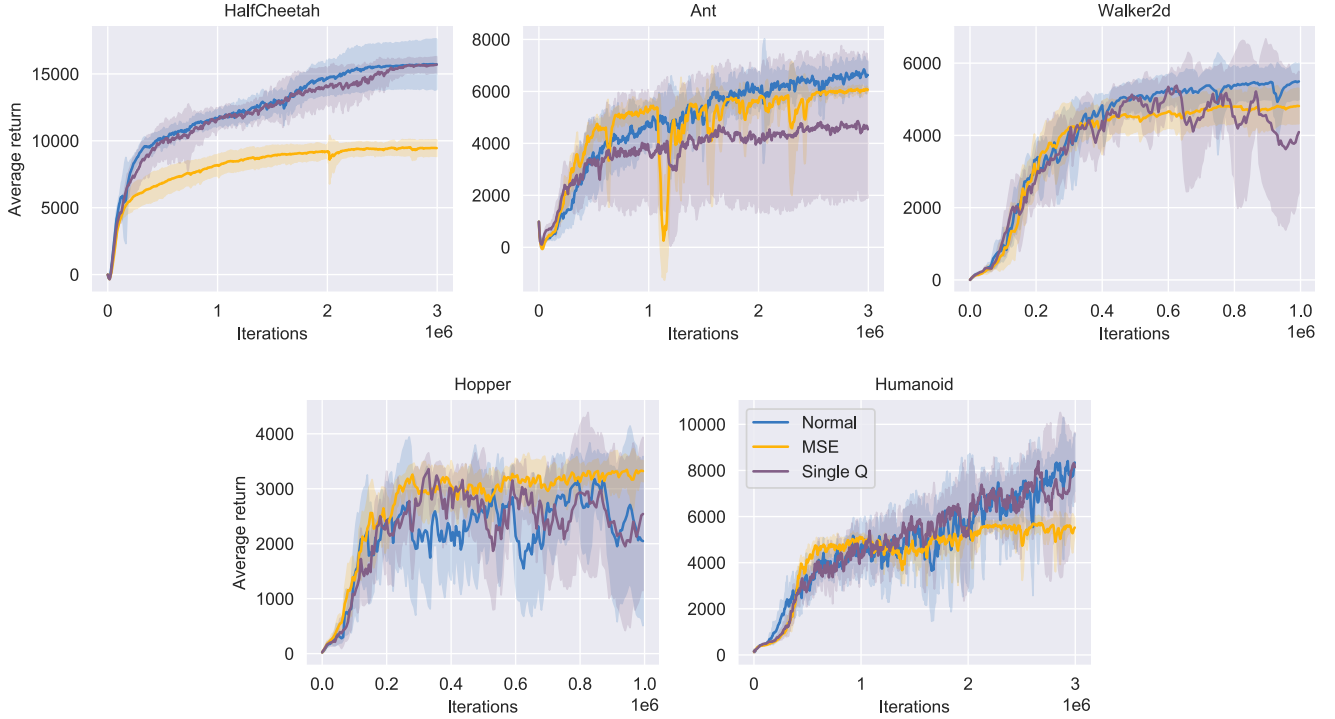 HalfCheetah
Average return
15000
10000
5000
0
0 1 2 3
1e6
Iterations
Ant
8000
6000
4000
2000
0
0 1 2 3
1e6
Iterations
Walker2d
6000
4000
2000
0
0.0 0.2 0.4 0.6 0.8 1.0
1e6
Iterations
Hopper
Average return
4000
3000
2000
1000
0
0.0 0.2 0.4 0.6 0.8 1.0
1e6
Iterations
Humanoid
Normal
MSE
Single Q
10000
8000
6000
4000
2000
0
0 1 2 3
1e6
Iterations